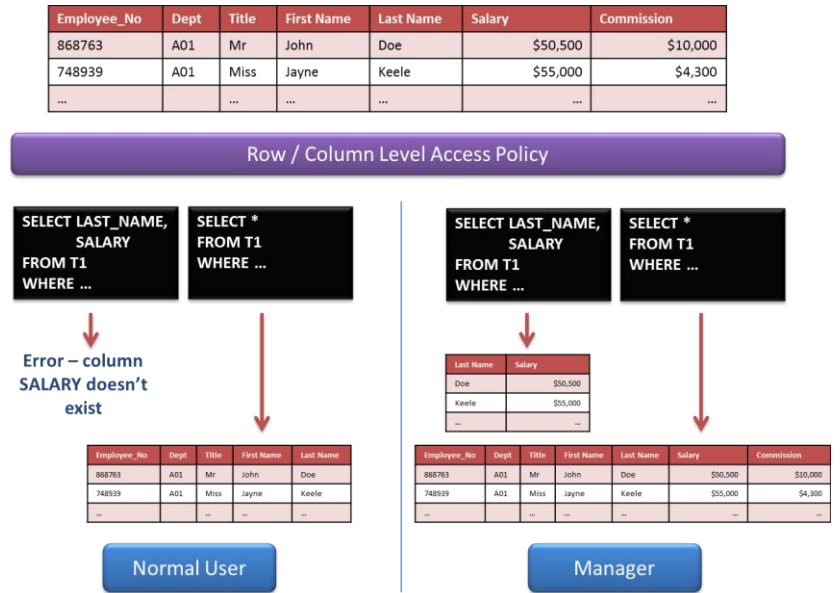 Employee_No Dept Title First Name Last Name Salary Commission
868763 A01 Mr John Doe $50,500 $10,000
748939 A01 Miss Jayne Keele $55,000 $4,300
... ... ... ... ... ...
Row / Column Level Access Policy
SELECT LAST_NAME,
SALARY
FROM T1
WHERE ...
SELECT *
FROM T1
WHERE ...
Error – column
SALARY doesn't
exist
Employee_No Dept Title First Name Last Name
868763 A01 Mr John Doe
748939 A01 Miss Jayne Keele
... ... ... ...
Normal User
SELECT LAST_NAME,
SALARY
FROM T1
WHERE ...
SELECT *
FROM T1
WHERE ...
Last Name Salary
Doe $50,500
Keele $55,000
... ...
Employee_No Dept Title First Name Last Name Salary Commission
868763 A01 Mr John Doe $50,500 $10,000
748939 A01 Miss Jayne Keele $55,000 $4,300
... ... ... ... ... ...
Manager